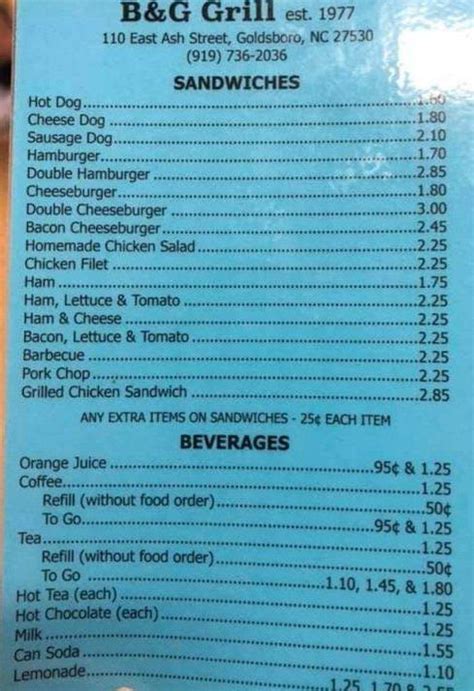 B&G Grill est. 1977
110 East Ash Street, Goldsboro, NC 27530
(919) 736-2036
SANDWICHES
Hot Dog..........1.60
Cheese Dog..........1.80
Sausage Dog..........2.10
Hamburger..........1.70
Double Hamburger..........2.85
Cheeseburger..........1.80
Double Cheeseburger..........3.00
Bacon Cheeseburger..........2.45
Homemade Chicken Salad..........2.25
Chicken Filet..........2.25
Ham..........1.75
Ham, Lettuce & Tomato..........2.25
Ham & Cheese..........2.25
Bacon, Lettuce & Tomato..........2.25
Barbecue..........2.25
Pork Chop..........2.25
Grilled Chicken Sandwich..........2.85
ANY EXTRA ITEMS ON SANDWICHES - 25¢ EACH ITEM
BEVERAGES
Orange Juice..........95¢ & 1.25
Coffee..........1.25
Refill (without food order)..........50¢
To Go..........95¢ & 1.25
Tea..........1.25
Refill (without food order)..........50¢
To Go..........1.10, 1.45, & 1.80
Hot Tea (each)..........1.25
Hot Chocolate (each)..........1.25
Milk..........1.55
Can Soda..........1.10
Lemonade..........1.25, 1.70 &